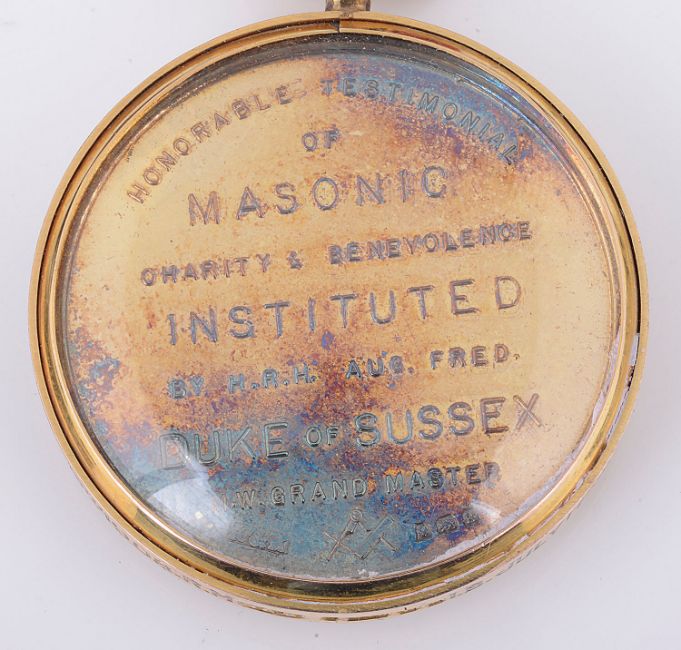 HONORABLE TESTIMONIAL
OF
MASONIC
CHARITY & BENEVOLENCE
INSTITUTED
BY H.R.H. AUG. FRED.
DUKE OF SUSSEX
M.W. GRAND MASTER